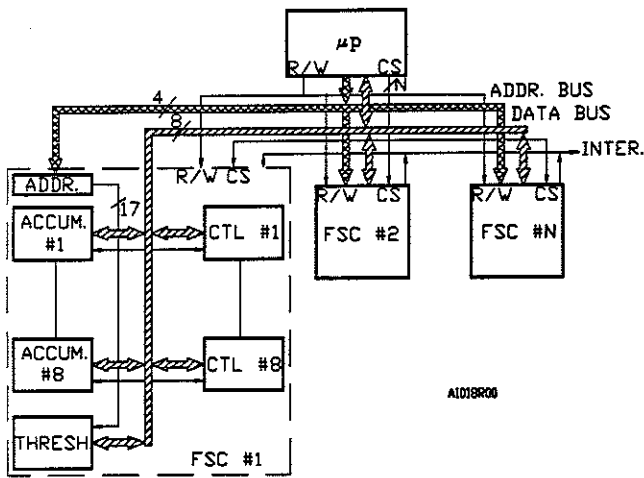 μp
R/W CS
N
ADDR. BUS
4
8
DATA BUS
INTER.
R/W CS
ADDR.
17
ACCUM. #1
CTL #1
R/W CS
FSC #2
R/W CS
FSC #N
ACCUM. #8
CTL #8
A1018R00
THRESH.
FSC #1